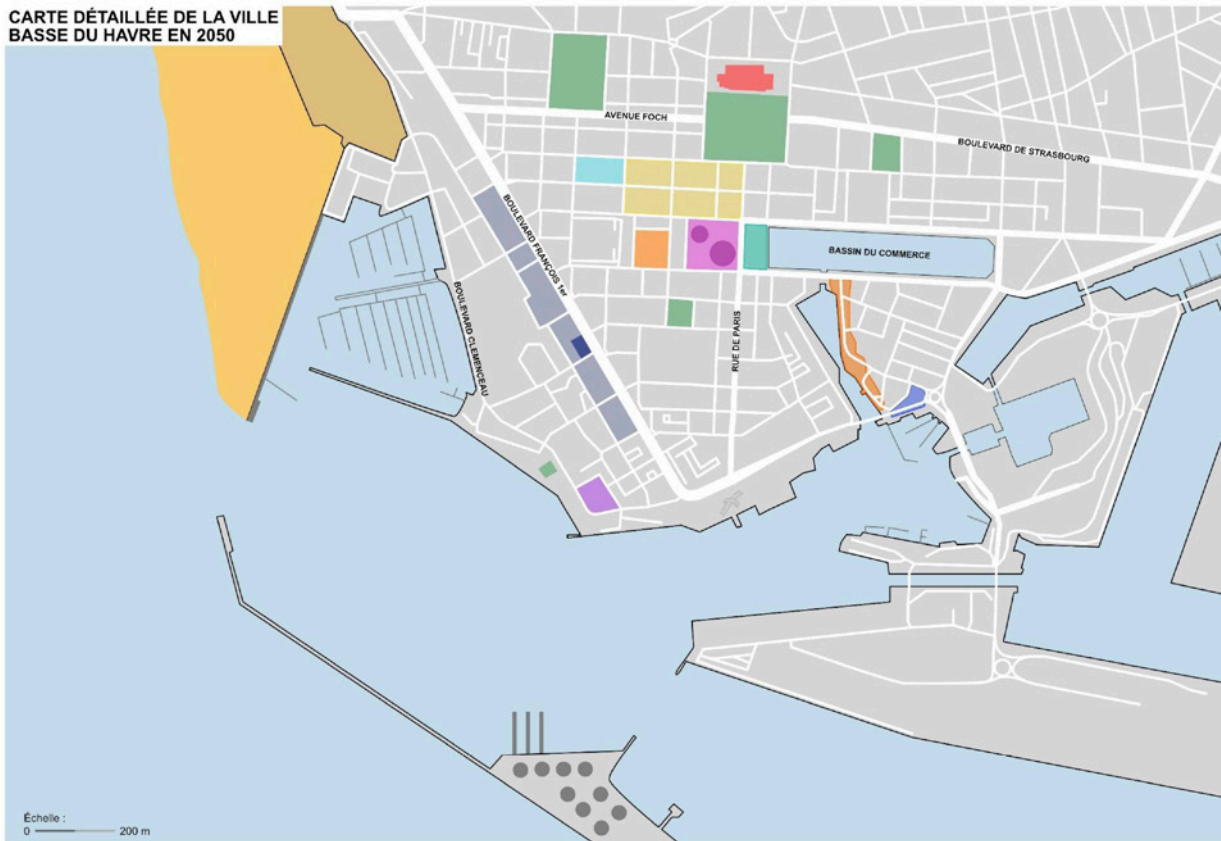 CARTE DÉTAILLÉE DE LA VILLE
BASSE DU HAVRE EN 2050
AVENUE FOCH
BOULEVARD DE STRASBOURG
BOULEVARD FRANÇOIS 1er
BASSIN DU COMMERCE
BOULEVARD CLEMENCEAU
RUE DE PARIS
Échelle :
0 200 m